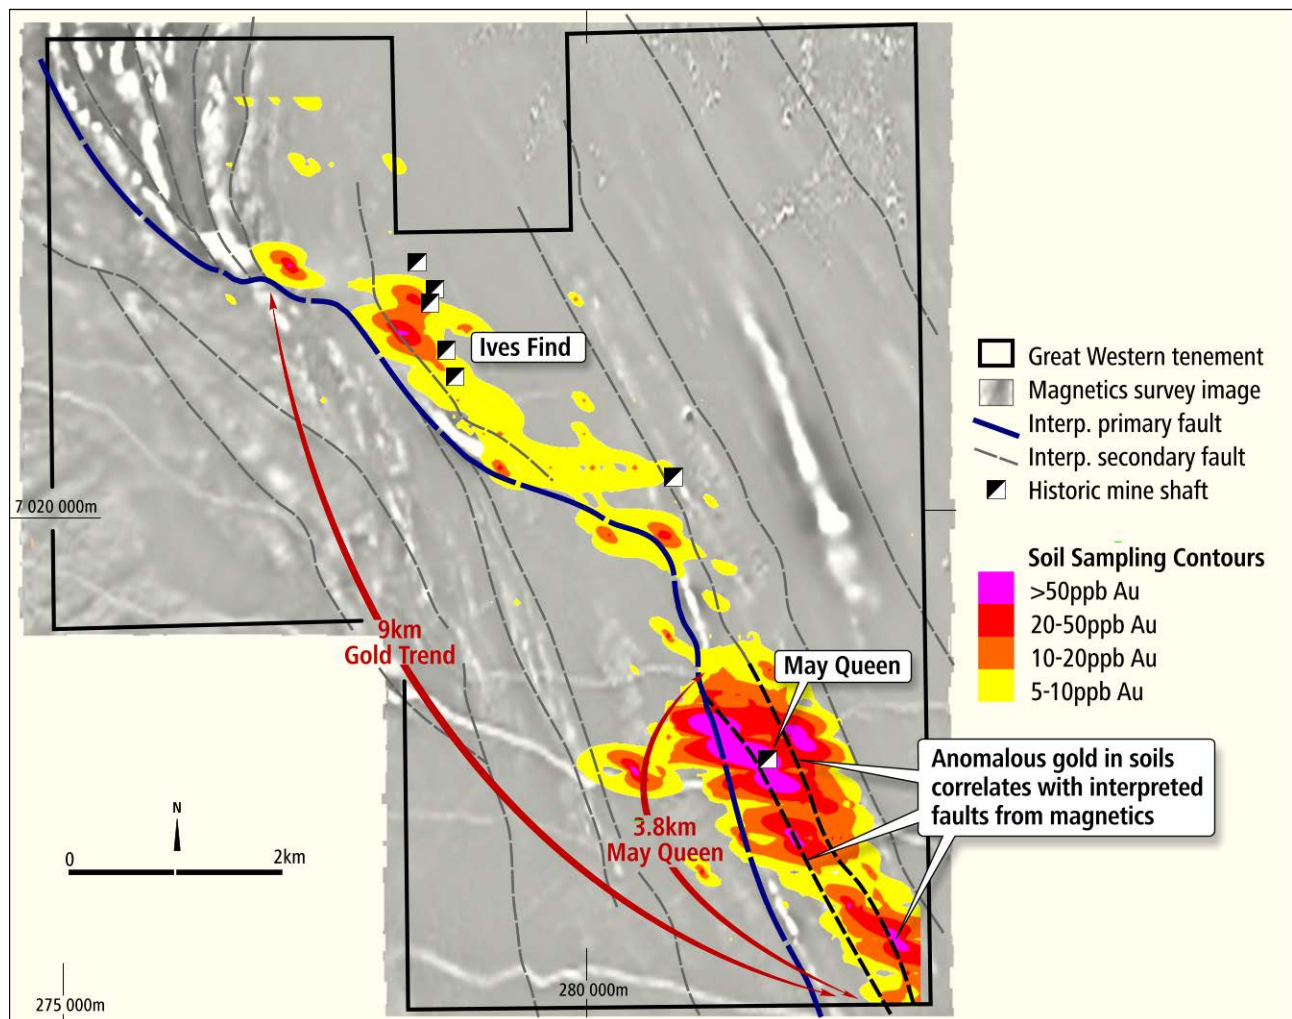 Ives Find
Great Western tenement
Magnetics survey image
Interp. primary fault
Interp. secondary fault
Historic mine shaft
7 020 000m
Soil Sampling Contours
>50ppb Au
20-50ppb Au
10-20ppb Au
5-10ppb Au
9km
Gold Trend
May Queen
Anomalous gold in soils
correlates with interpreted
faults from magnetics
3.8km
May Queen
N
0
2km
275 000m
280 000m